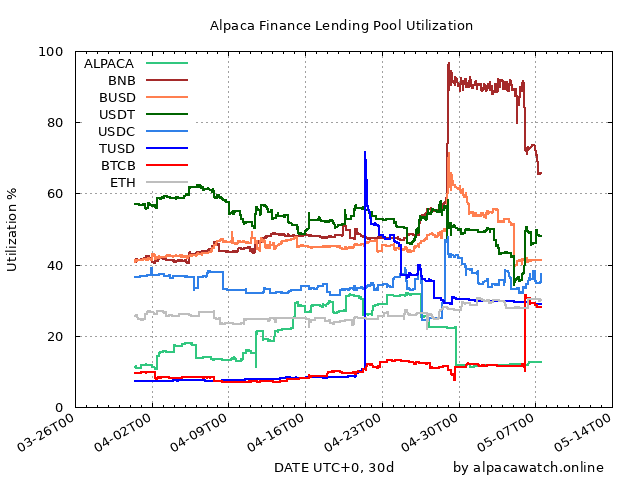 Alpaca Finance Lending Pool Utilization
Utilization %
100
80
60
40
20
0
ALPACA
BNB
BUSD
USDT
USDC
TUSD
BTCB
ETH
03-26T00
04-02T00
04-09T00
04-16T00
04-23T00
04-30T00
05-07T00
05-14T00
DATE UTC+0, 30d
by alpacawatch.online